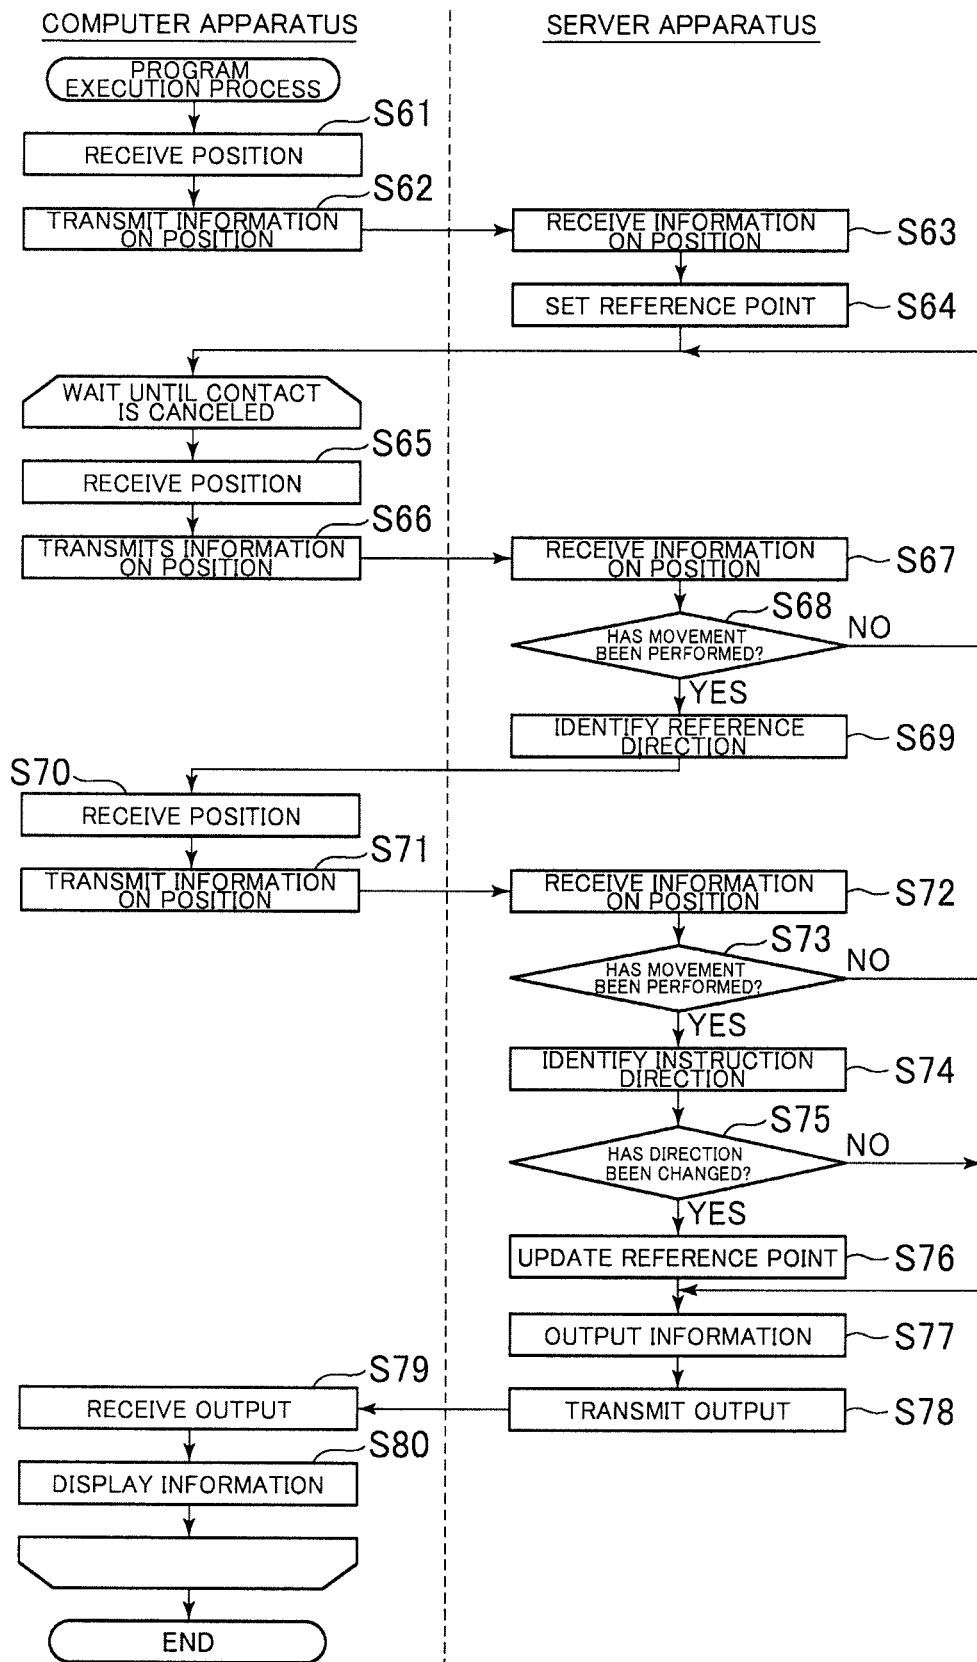 COMPUTER APPARATUS
SERVER APPARATUS
PROGRAM
EXECUTION PROCESS
S61
RECEIVE POSITION
S62
TRANSMIT INFORMATION
ON POSITION
RECEIVE INFORMATION
ON POSITION
S63
SET REFERENCE POINT
S64
WAIT UNTIL CONTACT
IS CANCELED
S65
RECEIVE POSITION
S66
TRANSMITS INFORMATION
ON POSITION
RECEIVE INFORMATION
ON POSITION
S67
S68
HAS MOVEMENT
BEEN PERFORMED?
NO
YES
IDENTIFY REFERENCE
DIRECTION
S69
S70
RECEIVE POSITION
S71
TRANSMIT INFORMATION
ON POSITION
RECEIVE INFORMATION
ON POSITION
S72
S73
HAS MOVEMENT
BEEN PERFORMED?
NO
YES
IDENTIFY INSTRUCTION
DIRECTION
S74
S75
HAS DIRECTION
BEEN CHANGED?
NO
YES
UPDATE REFERENCE POINT
S76
OUTPUT INFORMATION
S77
S79
RECEIVE OUTPUT
TRANSMIT OUTPUT
S78
S80
DISPLAY INFORMATION
END